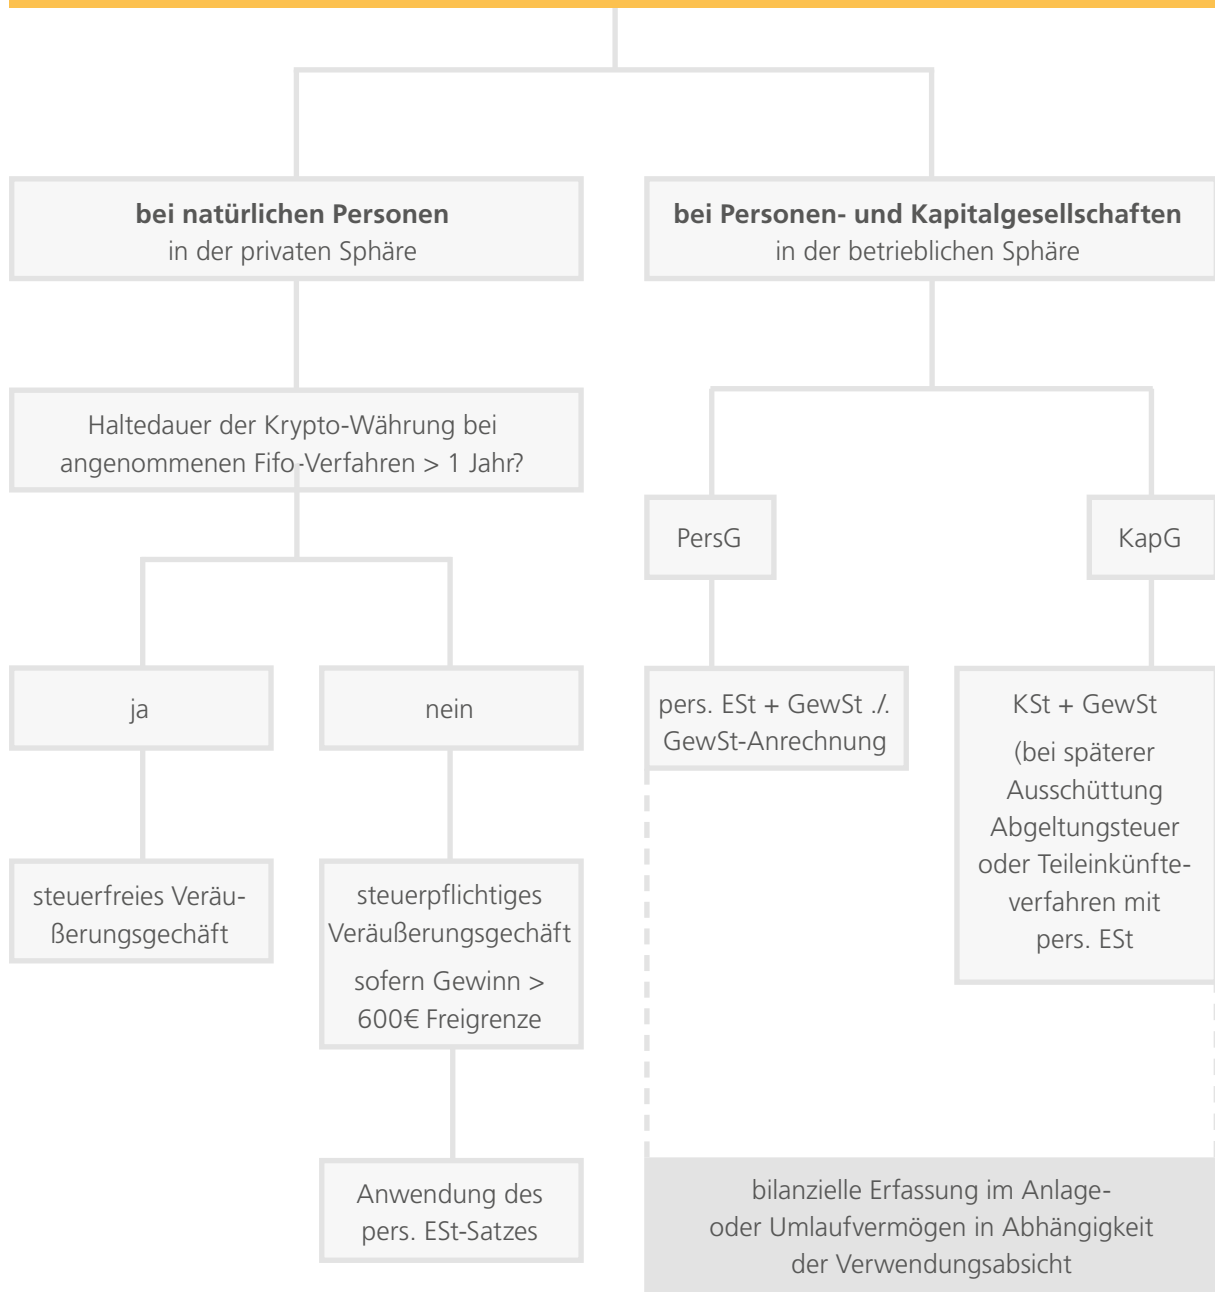 bei natürlichen Personen
in der privaten Sphäre
bei Personen- und Kapitalgesellschaften
in der betrieblichen Sphäre
Haltedauer der Krypto-Währung bei
angenommenen Fifo-Verfahren > 1 Jahr?
PersG
KapG
ja
nein
pers. ESt + GewSt ./.
GewSt-Anrechnung
KSt + GewSt
(bei späterer
Ausschüttung
Abgeltungsteuer
oder Teileinkünfte-
verfahren mit
pers. ESt
steuerfreies Veräu-
ßerungsgechäft
steuerpflichtiges
Veräußerungsgechäft
sofern Gewinn >
600€ Freigrenze
Anwendung des
pers. ESt-Satzes
bilanzielle Erfassung im Anlage-
oder Umlaufvermögen in Abhängigkeit
der Verwendungsabsicht